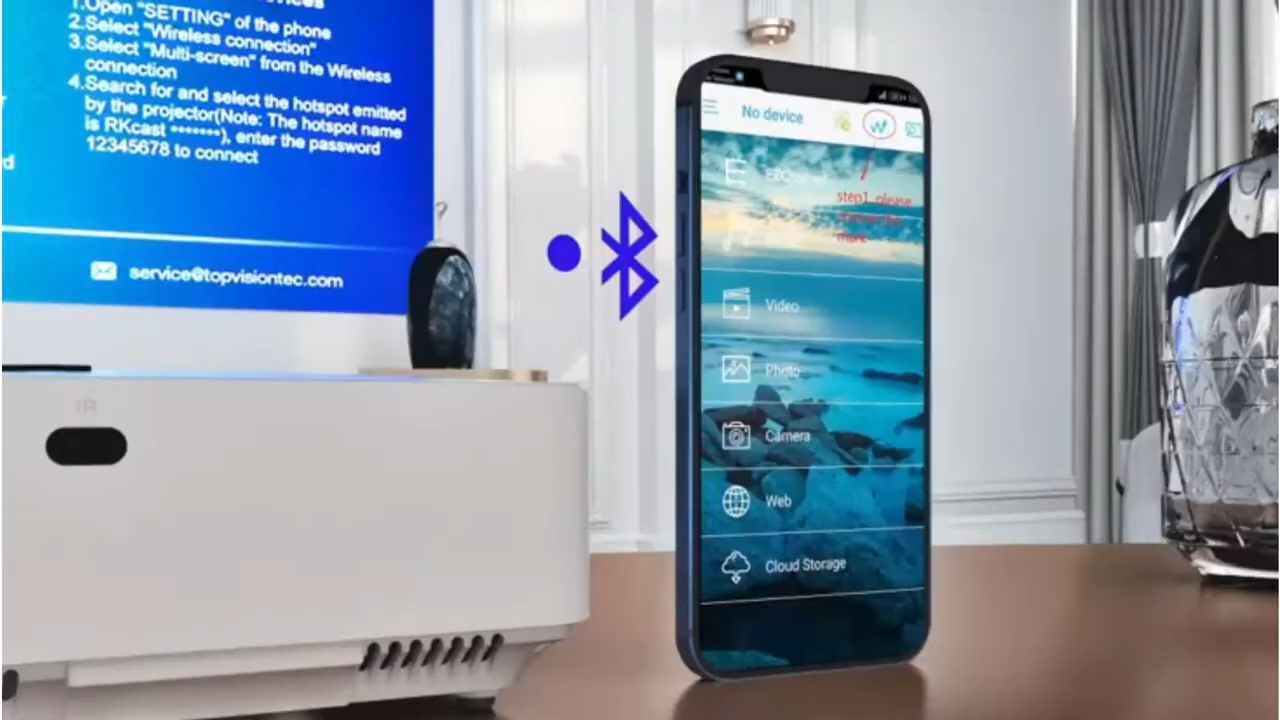 1.Open "SETTING" of the phone
2.Select "Wireless connection"
3.Select "Multi-screen" from the Wireless
connection
4.Search for and select the hotspot emitted
by the projector(Note: The hotspot name
is RKcast *******), enter the password
12345678 to connect
service@topvisiontec.com
IR
No device
step1 please
Video
Photo
Camera
Web
Cloud Storage